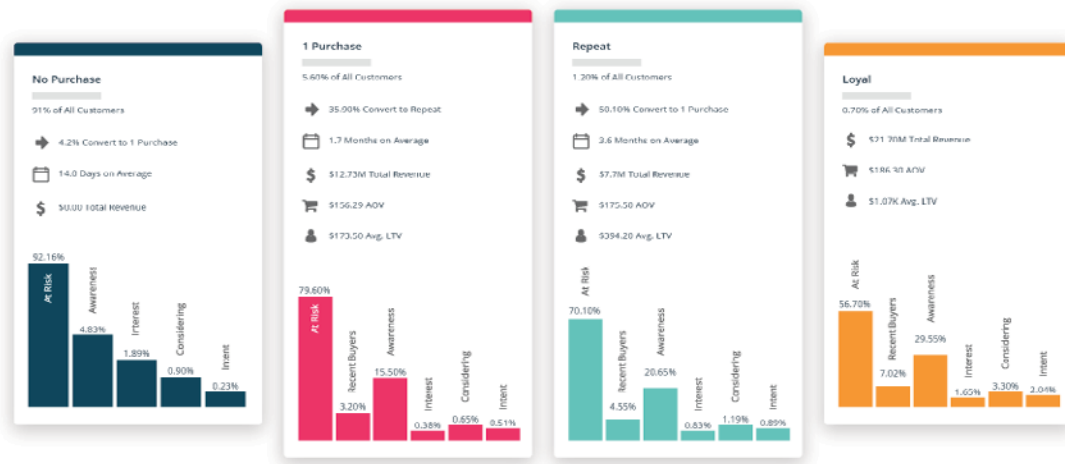 No Purchase
91% of All Customers
4.2% Convert to 1 Purchase
14.0 Days on Average
$0.00 Total Revenue
92.16%
At Risk
Awareness
4.83%
Interest
1.89%
Considering
0.90%
Intent
0.23%
1 Purchase
5.60% of All Customers
35.90% Convert to Repeat
1.7 Months on Average
$12.73M Total Revenue
$156.29 AOV
$173.50 Avg. LTV
79.60%
At Risk
Recent Buyers
3.20%
Awareness
15.50%
Interest
0.38%
Considering
0.65%
Intent
0.51%
Repeat
1.20% of All Customers
50.10% Convert to 1 Purchase
3.6 Months on Average
$7.7M Total Revenue
$175.50 AOV
$394.20 Avg. LTV
At Risk
70.10%
Recent Buyers
4.55%
Awareness
20.65%
Interest
0.83%
Considering
1.19%
Intent
0.89%
Loyal
0.70% of All Customers
$21.70M Total Revenue
$186.30 AOV
$1.07K Avg. LTV
At Risk
56.70%
Recent Buyers
7.02%
Awareness
29.55%
Interest
1.65%
Considering
3.30%
Intent
2.04%